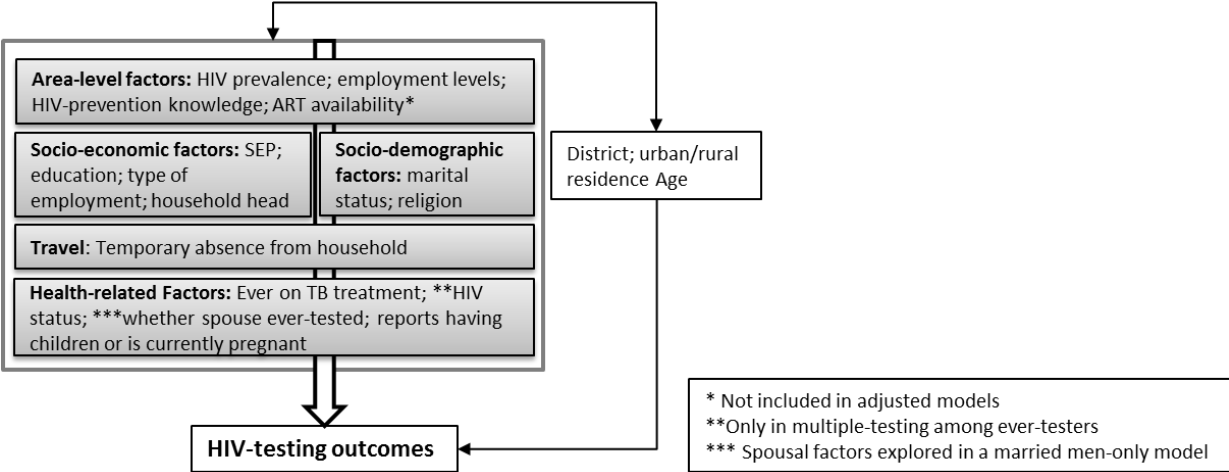 Area-level factors: HIV prevalence; employment levels;
HIV-prevention knowledge; ART availability*
Socio-economic factors: SEP;
education; type of
employment; household head
Socio-demographic
factors: marital
status; religion
District; urban/rural
residence Age
Travel: Temporary absence from household
Health-related Factors: Ever on TB treatment; **HIV
status; ***whether spouse ever-tested; reports having
children or is currently pregnant
HIV-testing outcomes
* Not included in adjusted models
**Only in multiple-testing among ever-testers
*** Spousal factors explored in a married men-only model